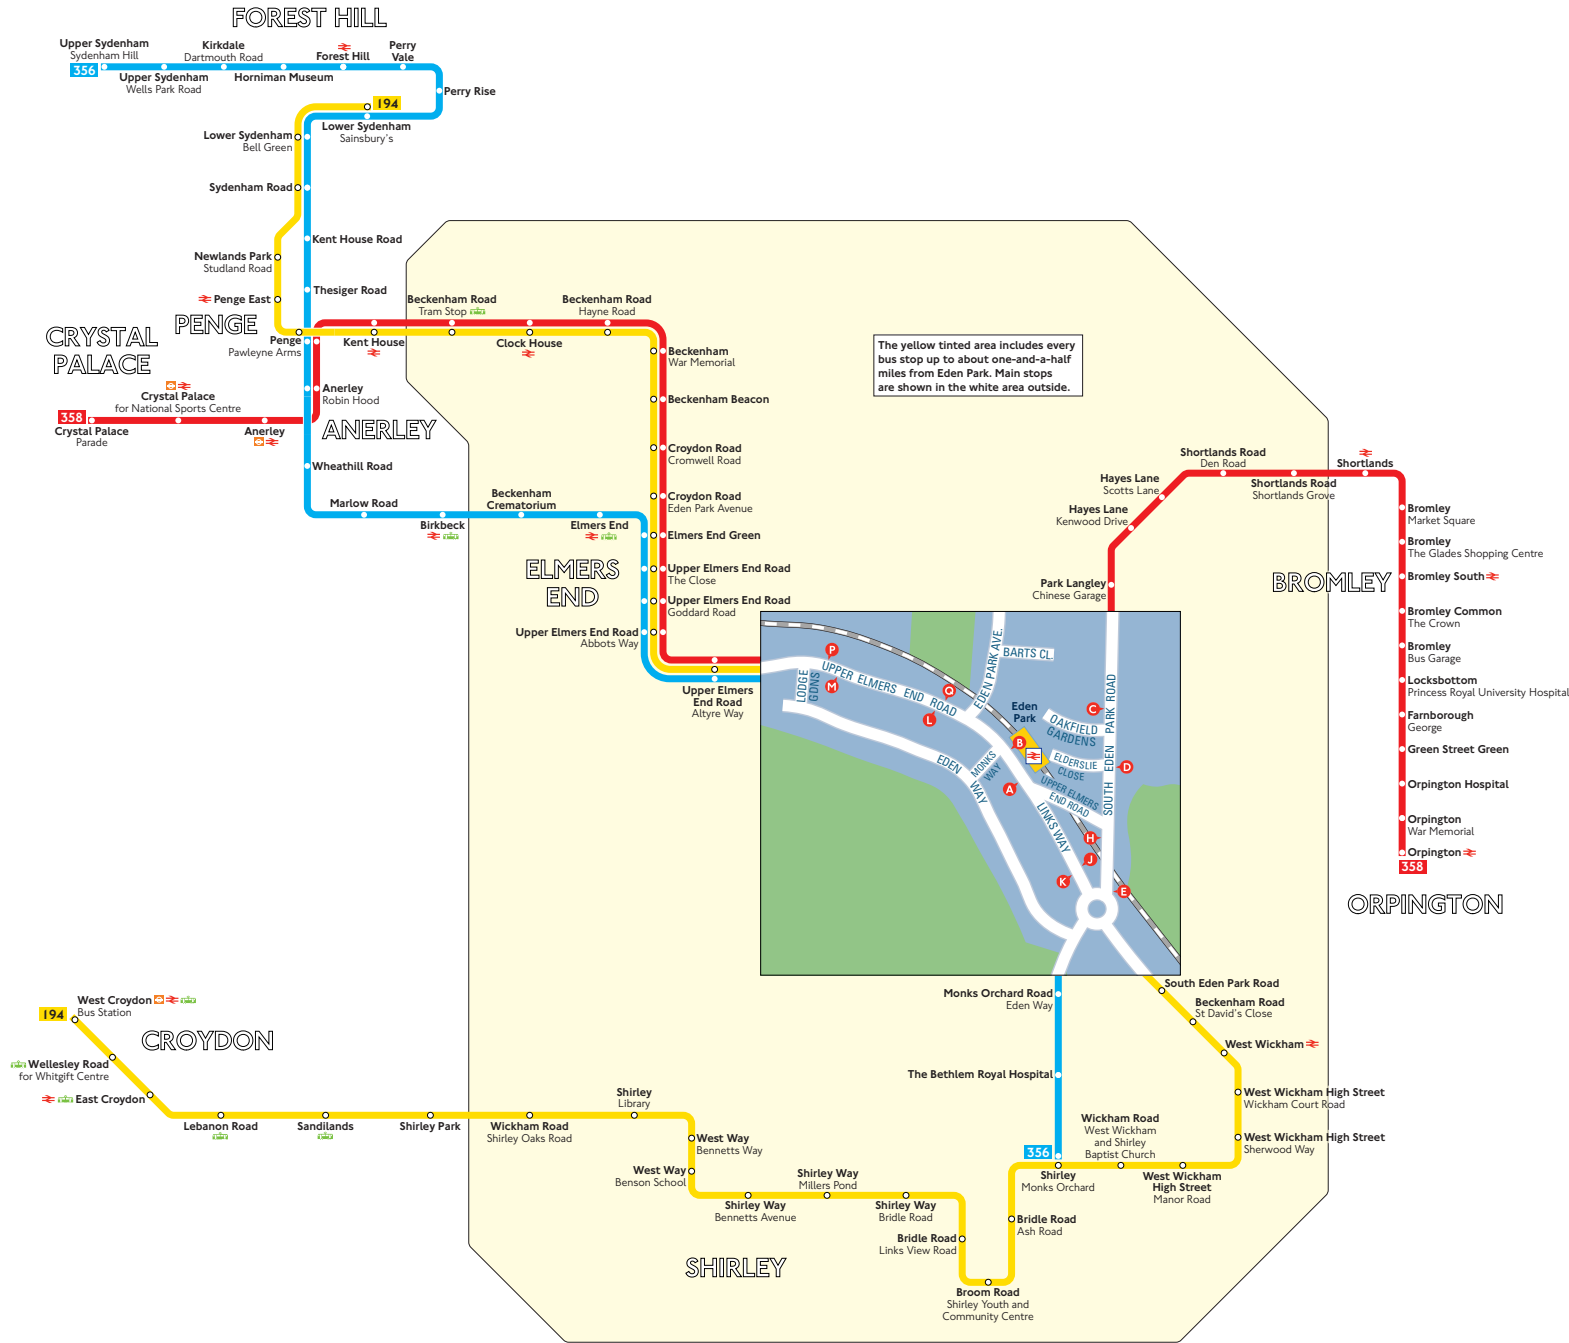 FOREST HILL
Upper Sydenham
Sydenham Hill
356
Upper Sydenham
Wells Park Road
Kirkdale
Dartmouth Road
Horniman Museum
Forest Hill
Perry
Vale
Perry Rise
194
Lower Sydenham
Sainsbury's
Lower Sydenham
Bell Green
Sydenham Road
Kent House Road
Newlands Park
Studland Road
Thesiger Road
Penge East
PENGE
CRYSTAL
PALACE
Penge
Pawleyne Arms
Kent House
Beckenham Road
Tram Stop
Clock House
Beckenham Road
Hayne Road
The yellow tinted area includes every
bus stop up to about one-and-a-half
miles from Eden Park. Main stops
are shown in the white area outside.
Beckenham
War Memorial
Anerley
Robin Hood
Crystal Palace
for National Sports Centre
358
Crystal Palace
Parade
Anerley
ANERLEY
Beckenham Beacon
Croydon Road
Cromwell Road
Wheathill Road
Marlow Road
Birkbeck
Beckenham
Crematorium
Elmers End
Croydon Road
Eden Park Avenue
Elmers End Green
ELMERS
END
Upper Elmers End Road
The Close
Upper Elmers End Road
Goddard Road
Upper Elmers End Road
Abbots Way
Upper Elmers
End Road
Altyre Way
Shortlands Road
Den Road
Shortlands
Hayes Lane
Scotts Lane
Shortlands Road
Shortlands Grove
Hayes Lane
Kenwood Drive
Park Langley
Chinese Garage
Bromley
Market Square
Bromley
The Glades Shopping Centre
BROMLEY
Bromley South
Bromley Common
The Crown
Bromley
Bus Garage
Locksbottom
Princess Royal University Hospital
Farnborough
George
Green Street Green
Orpington Hospital
Orpington
War Memorial
Orpington
358
ORPINGTON
LODGE
GDNS
P
M
UPPER ELMERS END ROAD
Q
L
EDEN PARK AVE.
BARTS CL.
Eden
Park
C
OAKFIELD
GARDENS
SOUTH EDEN PARK ROAD
B
ELDERSLIE
CLOSE
D
MONKS
WAY
EDEN
WAY
A
UPPER ELMERS
END ROAD
LINKS WAY
H
J
K
E
Monks Orchard Road
Eden Way
South Eden Park Road
Beckenham Road
St David's Close
West Wickham
The Bethlem Royal Hospital
West Wickham High Street
Wickham Court Road
West Wickham High Street
Sherwood Way
Wickham Road
West Wickham
and Shirley
Baptist Church
West Wickham
High Street
Manor Road
356
Shirley
Monks Orchard
Bridle Road
Ash Road
Broom Road
Shirley Youth and
Community Centre
Bridle Road
Links View Road
Shirley Way
Bridle Road
Shirley Way
Millers Pond
Shirley Way
Bennetts Avenue
West Way
Benson School
West Way
Bennetts Way
Shirley
Library
Wickham Road
Shirley Oaks Road
SHIRLEY
Shirley Park
Sandilands
Lebanon Road
East Croydon
Wellesley Road
for Whitgift Centre
CROYDON
West Croydon
Bus Station
194